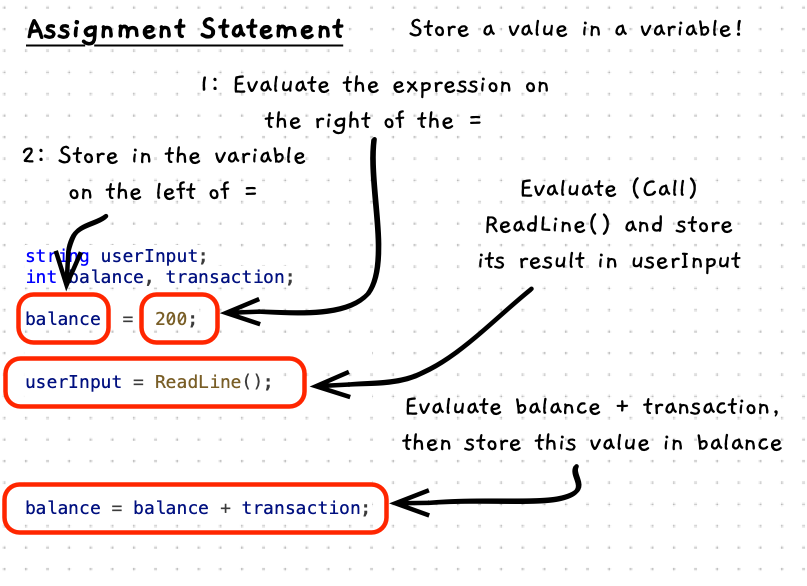 Assignment Statement
Store a value in a variable!
1: Evaluate the expression on
the right of the =
2: Store in the variable
on the left of =
Evaluate (Call)
ReadLine() and store
its result in userInput
string userInput;
int balance, transaction;
balance = 200;
userInput = ReadLine();
Evaluate balance + transaction,
then store this value in balance
balance = balance + transaction;